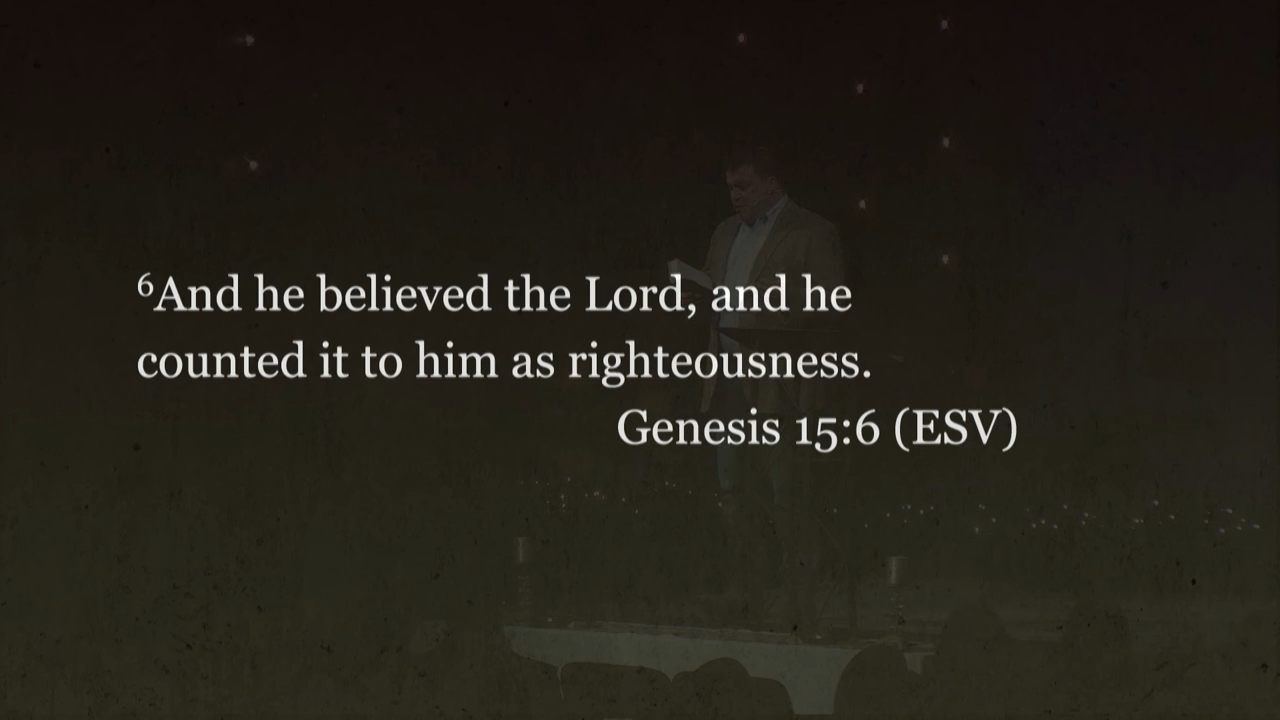 ⁶And he believed the Lord, and he
counted it to him as righteousness.
Genesis 15:6 (ESV)